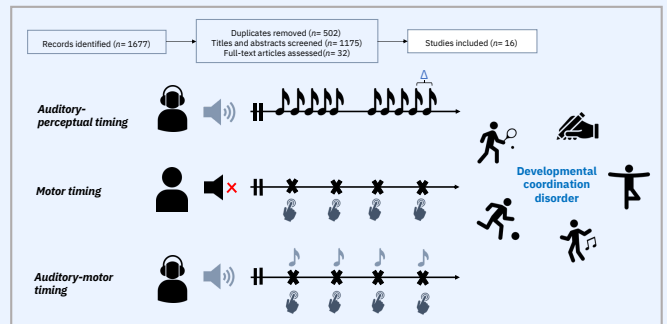 Records identified (n= 1677)
Duplicates removed (n= 502)
Titles and abstracts screened (n= 1175)
Full-text articles assessed(n= 32)
Studies included (n= 16)
Δ
Auditory-
perceptual timing
Motor timing
Auditory-motor
timing
Developmental
coordination
disorder